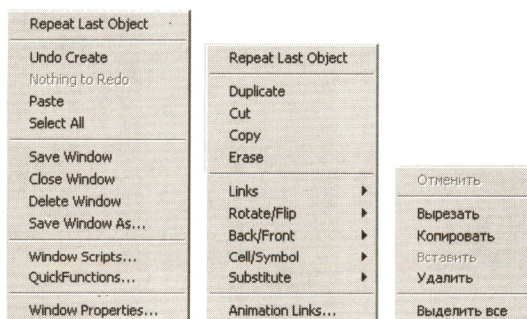 Repeat Last Object
Undo Create
Nothing to Redo
Paste
Select All
Save Window
Close Window
Delete Window
Save Window As...
Window Scripts...
QuickFunctions...
Window Properties...
Repeat Last Object
Duplicate
Cut
Copy
Erase
Links
Rotate/Flip
Back/Front
Cell/Symbol
Substitute
Animation Links...
Отменить
Вырезать
Копировать
Вставить
Удалить
Выделить все